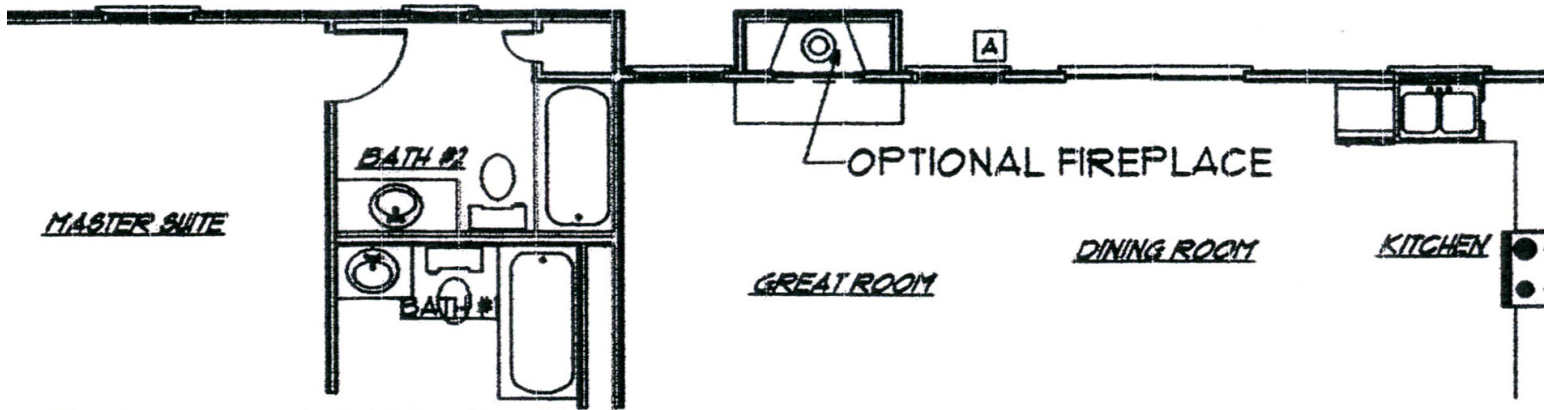 A
OPTIONAL FIREPLACE
BATH #2
MASTER SUITE
DINING ROOM
KITCHEN
GREAT ROOM
BATH #1